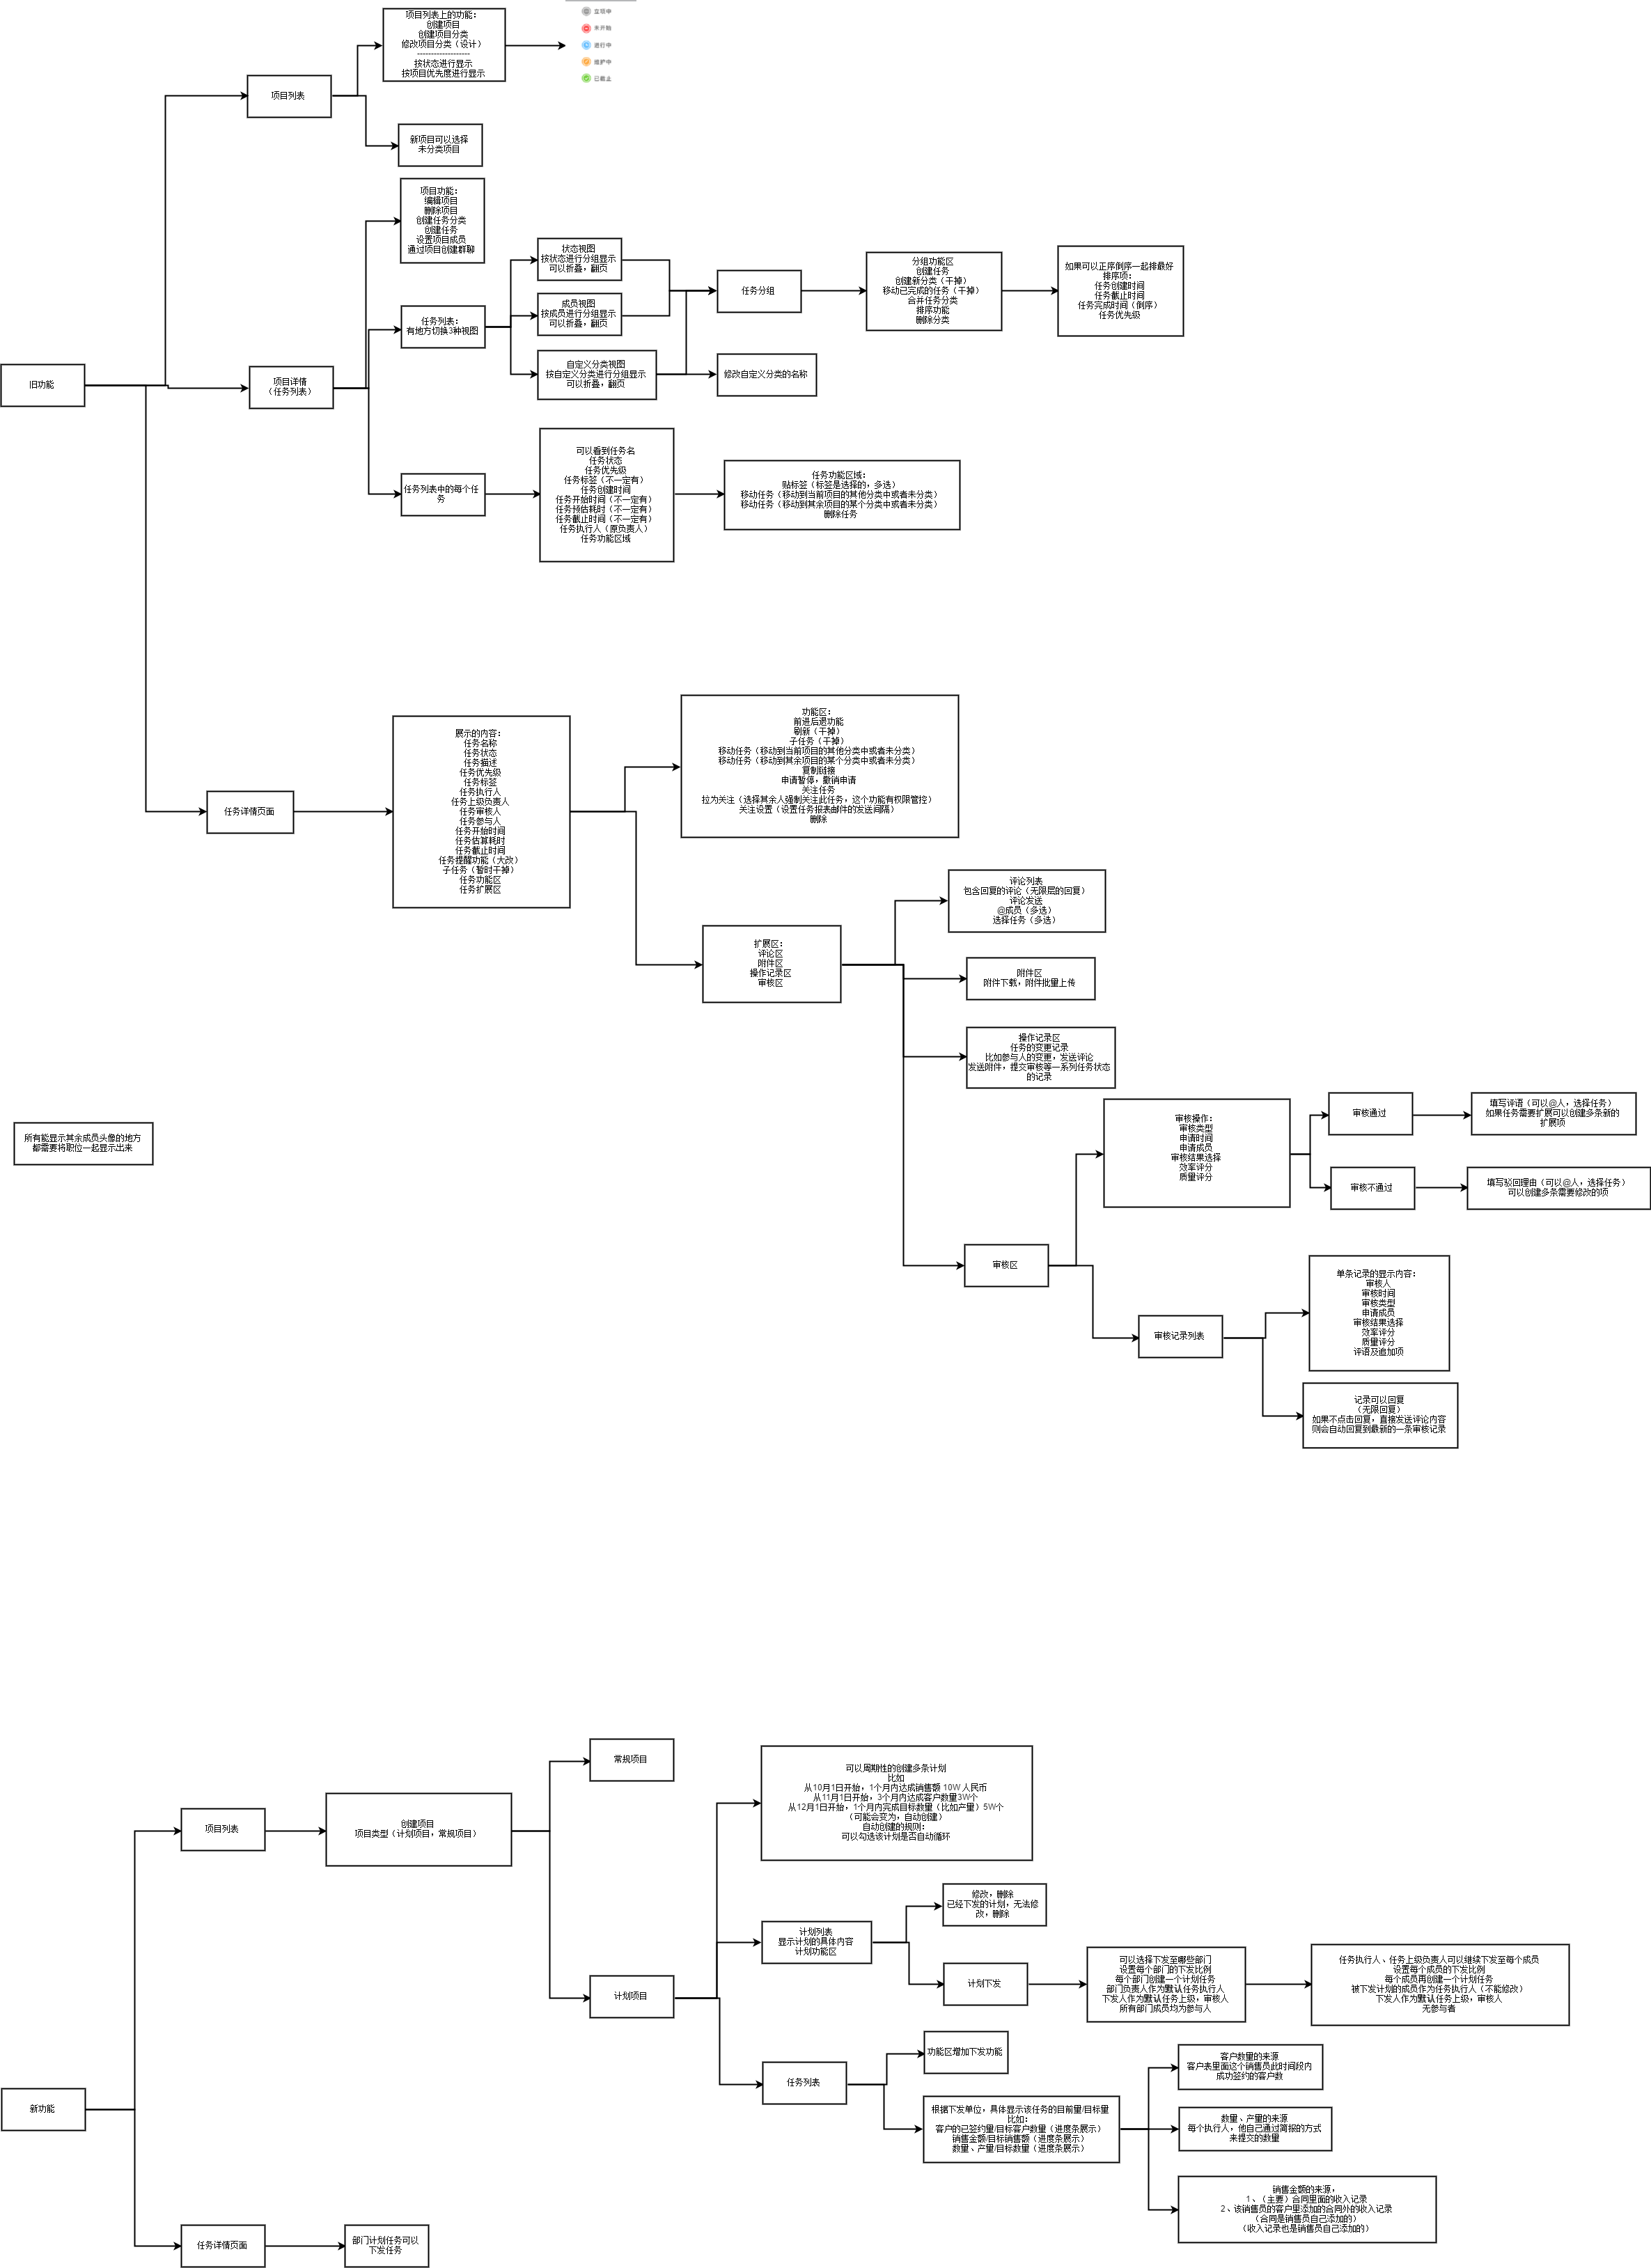 项目列表上的功能：
创建项目
创建项目分类
修改项目分类（设计）
-------------------
按状态进行显示
按项目优先度进行显示
立项中
未开始
进行中
维护中
已截止
项目列表
新项目可以选择
未分类项目
项目功能：
编辑项目
删除项目
创建任务分类
创建任务
设置项目成员
通过项目创建群聊
状态视图
按状态进行分组显示
可以折叠，翻页
成员视图
按成员进行分组显示
可以折叠，翻页
自定义分类视图
按自定义分类进行分组显示
可以折叠，翻页
任务分组
分组功能区
创建任务
创建新分类（干掉）
移动已完成的任务（干掉）
合并任务分类
排序功能
删除分类
如果可以正序倒序一起排最好
排序项：
任务创建时间
任务截止时间
任务完成时间（倒序）
任务优先级
任务列表：
有地方切换3种视图
修改自定义分类的名称
旧功能
项目详情
（任务列表）
任务列表中的每个任
务
可以看到任务名
任务状态
任务优先级
任务标签（不一定有）
任务创建时间
任务开始时间（不一定有）
任务预估耗时（不一定有）
任务截止时间（不一定有）
任务执行人（原负责人）
任务功能区域
任务功能区域：
贴标签（标签是选择的，多选）
移动任务（移动到当前项目的其他分类中或者未分类）
移动任务（移动到其余项目的某个分类中或者未分类）
删除任务
任务详情页面
展示的内容：
任务名称
任务状态
任务描述
任务优先级
任务标签
任务执行人
任务上级负责人
任务审核人
任务参与人
任务开始时间
任务估算耗时
任务截止时间
任务提醒功能（大改）
子任务（暂时干掉）
任务功能区
任务扩展区
功能区：
前进后退功能
刷新（干掉）
子任务（干掉）
移动任务（移动到当前项目的其他分类中或者未分类）
移动任务（移动到其余项目的某个分类中或者未分类）
复制链接
申请暂停，撤销申请
关注任务
拉为关注（选择其余人强制关注此任务，这个功能有权限管控）
关注设置（设置任务报表邮件的发送间隔）
删除
扩展区：
评论区
附件区
操作记录区
审核区
评论列表
包含回复的评论（无限层的回复）
评论发送
@成员（多选）
选择任务（多选）
附件区
附件下载，附件批量上传
操作记录区
任务的变更记录
比如参与人的变更，发送评论
发送附件，提交审核等一系列任务状态
的记录
所有能显示其余成员头像的地方
都需要将职位一起显示出来
审核区
审核操作：
审核类型
申请时间
申请成员
审核结果选择
效率评分
质量评分
审核通过
填写评语（可以@人，选择任务）
如果任务需要扩展可以创建多条新的
扩展项
审核不通过
填写驳回理由（可以@人，选择任务）
可以创建多条需要修改的项
审核记录列表
单条记录的显示内容：
审核人
审核时间
审核类型
申请成员
审核结果选择
效率评分
质量评分
评语及追加项
记录可以回复
（无限回复）
如果不点击回复，直接发送评论内容
则会自动回复到最新的一条审核记录
新功能
项目列表
创建项目
项目类型（计划项目，常规项目）
常规项目
计划项目
可以周期性的创建多条计划
比如
从10月1日开始，1个月内达成销售额 10W 人民币
从11月1日开始，3个月内达成客户数量3W个
从12月1日开始，1个月内完成目标数量（比如产量）5W个
（可能会变为，自动创建）
自动创建的规则：
可以勾选该计划是否自动循环
计划列表
显示计划的具体内容
计划功能区
修改，删除
已经下发的计划，无法修
改，删除
计划下发
可以选择下发至哪些部门
设置每个部门的下发比例
每个部门创建一个计划任务
部门负责人作为默认任务执行人
下发人作为默认任务上级，审核人
所有部门成员均为参与人
任务执行人、任务上级负责人可以继续下发至每个成员
设置每个成员的下发比例
每个成员再创建一个计划任务
被下发计划的成员作为任务执行人（不能修改）
下发人作为默认任务上级，审核人
无参与者
任务列表
功能区增加下发功能
根据下发单位，具体显示该任务的目前量/目标量
比如：
客户的已签约量/目标客户数量（进度条展示）
销售金额/目标销售额（进度条展示）
数量、产量/目标数量（进度条展示）
客户数量的来源
客户表里面这个销售员此时间段内
成功签约的客户数
数量、产量的来源
每个执行人，他自己通过简报的方式
来提交的数量
销售金额的来源，
1、（主要）合同里面的收入记录
2、该销售员的客户里添加的合同外的收入记录
（合同是销售员自己添加的）
（收入记录也是销售员自己添加的）
任务详情页面
部门计划任务可以
下发任务